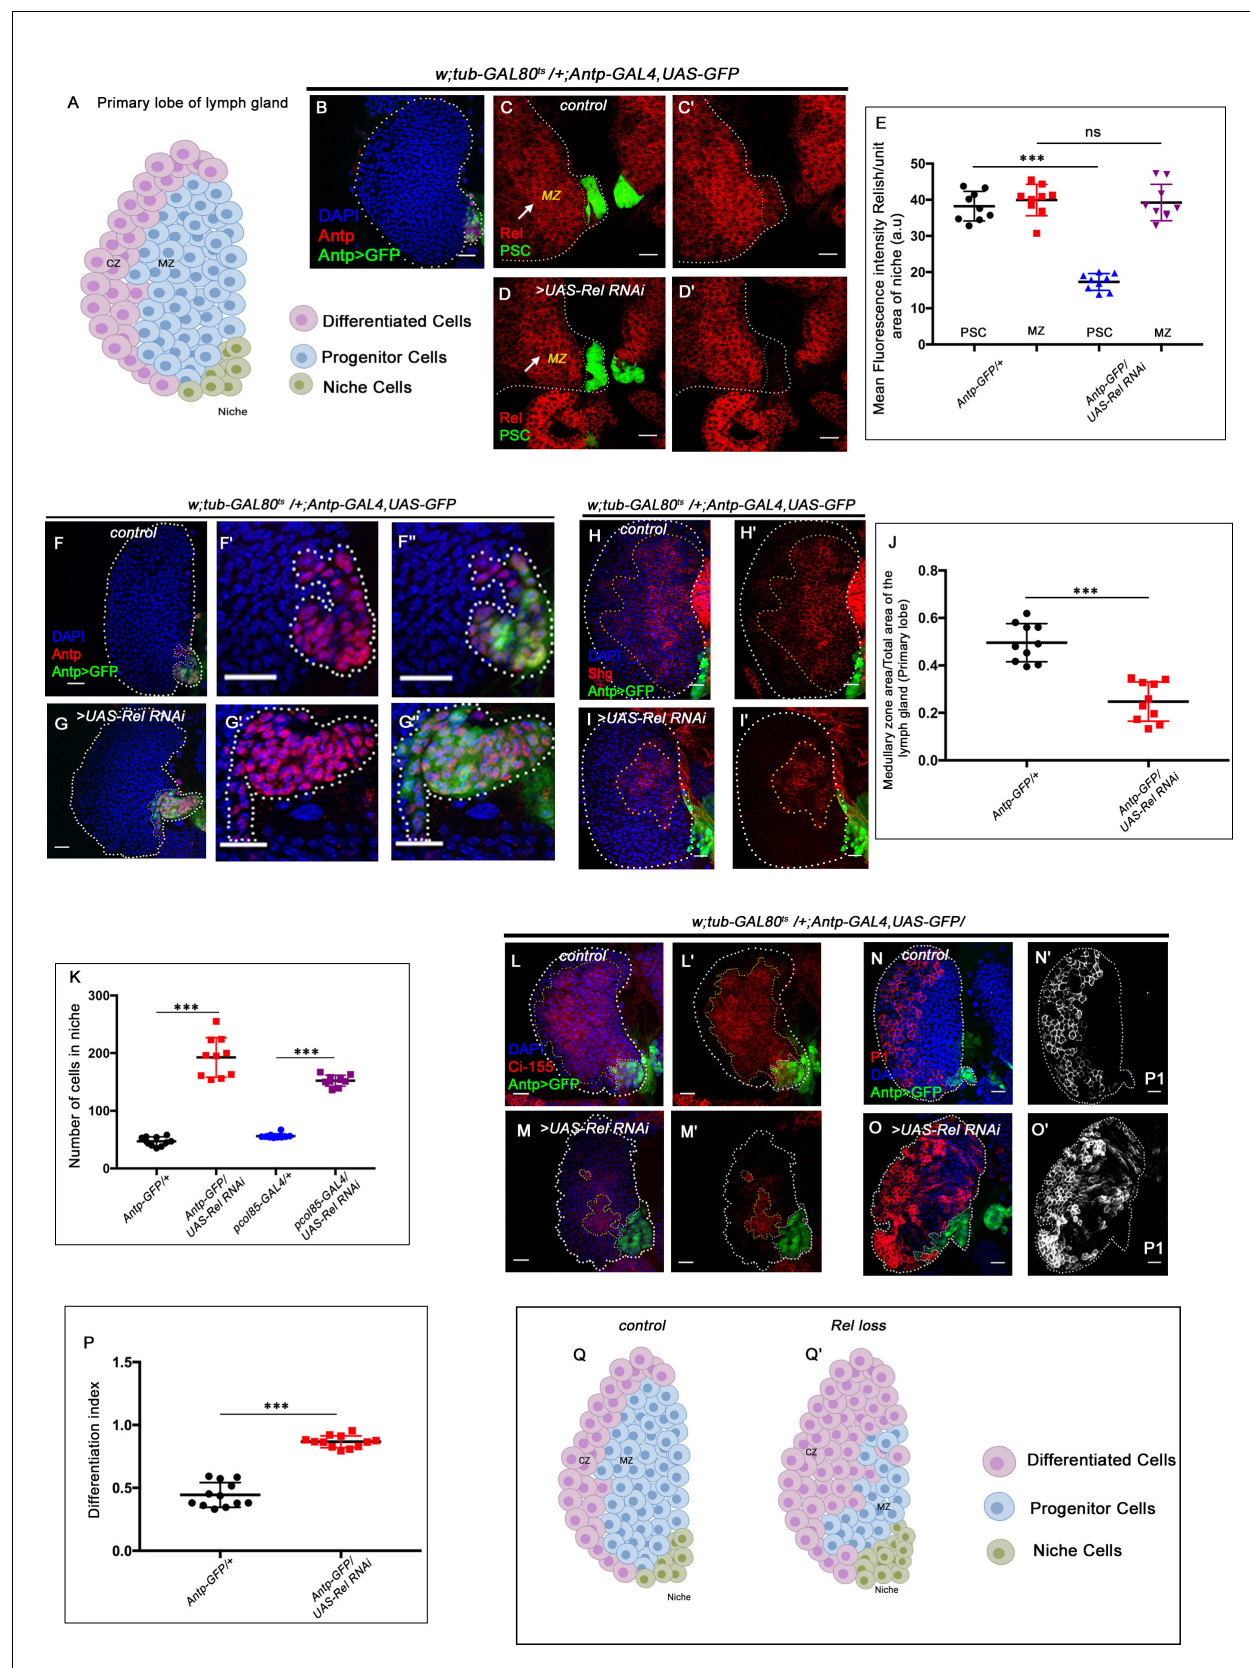 w;tub-GAL80ts /+;Antp-GAL4,UAS-GFP
A Primary lobe of lymph gland
CZ MZ
Niche
Differentiated Cells
Progenitor Cells
Niche Cells
B
DAPI
Antp
Antp>GFP
C control
MZ
Rel
PSC
C'
D >UAS-Rel RNAi
MZ
Rel
PSC
D'
E
ns
***
Mean Fluorescence intensity Relish/unit
area of niche (a.u)
50
40
30
20
10
0
PSC MZ PSC MZ
Antp-GFP/+
Antp-GFP/
UAS-Rel RNAi
w;tub-GAL80ts /+;Antp-GAL4,UAS-GFP
F control
DAPI
Antp
Antp>GFP
F'
F"
G >UAS-Rel RNAi
G'
G"
w;tub-GAL80ts /+;Antp-GAL4,UAS-GFP
H control
DAPI
Shg
Antp>GFP
H'
I >UAS-Rel RNAi
I'
J
***
Medullary zone area/Total area of the
lymph gland (Primary lobe)
0.8
0.6
0.4
0.2
0.0
Antp-GFP/+
Antp-GFP/
UAS-Rel RNAi
K
Number of cells in niche
300
200
100
0
***
***
Antp-GFP/+
Antp-GFP/
UAS-Rel RNAi
pcol85-GAL4/+
pcol85-GAL4/
UAS-Rel RNAi
w;tub-GAL80ts /+;Antp-GAL4,UAS-GFP/
L control
DAPI
Ci-155
Antp>GFP
L'
M >UAS-Rel RNAi
M'
N control
P1
DAPI
Antp>GFP
N'
P1
O >UAS-Rel RNAi
O'
P1
P
Differentiation index
1.5
1.0
0.5
0.0
***
Antp-GFP/+
Antp-GFP/
UAS-Rel RNAi
control
Rel loss
Q
CZ MZ
Niche
Q'
CZ
MZ
Niche
Differentiated Cells
Progenitor Cells
Niche Cells